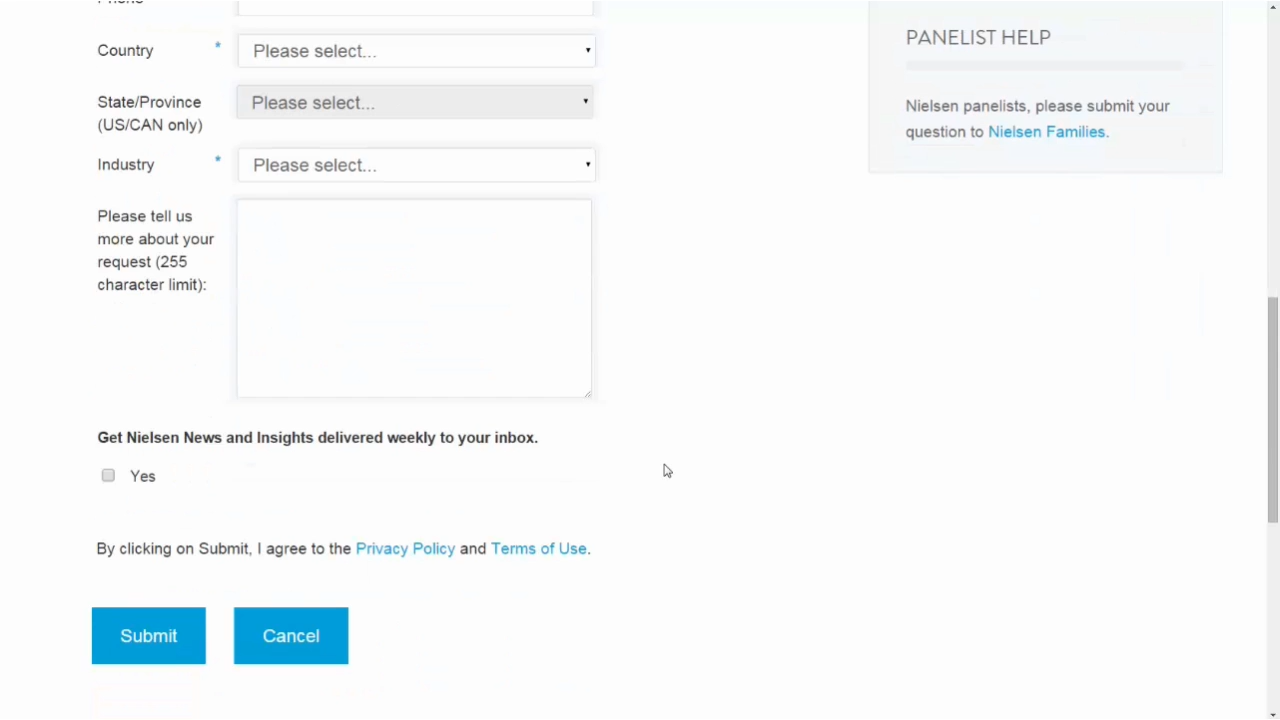 Phone
Country * Please select...
State/Province
(US/CAN only)
Please select...
Industry * Please select...
Please tell us
more about your
request (255
character limit):
Get Nielsen News and Insights delivered weekly to your inbox.
Yes
By clicking on Submit, I agree to the Privacy Policy and Terms of Use.
Submit
Cancel
PANELIST HELP
Nielsen panelists, please submit your
question to Nielsen Families.